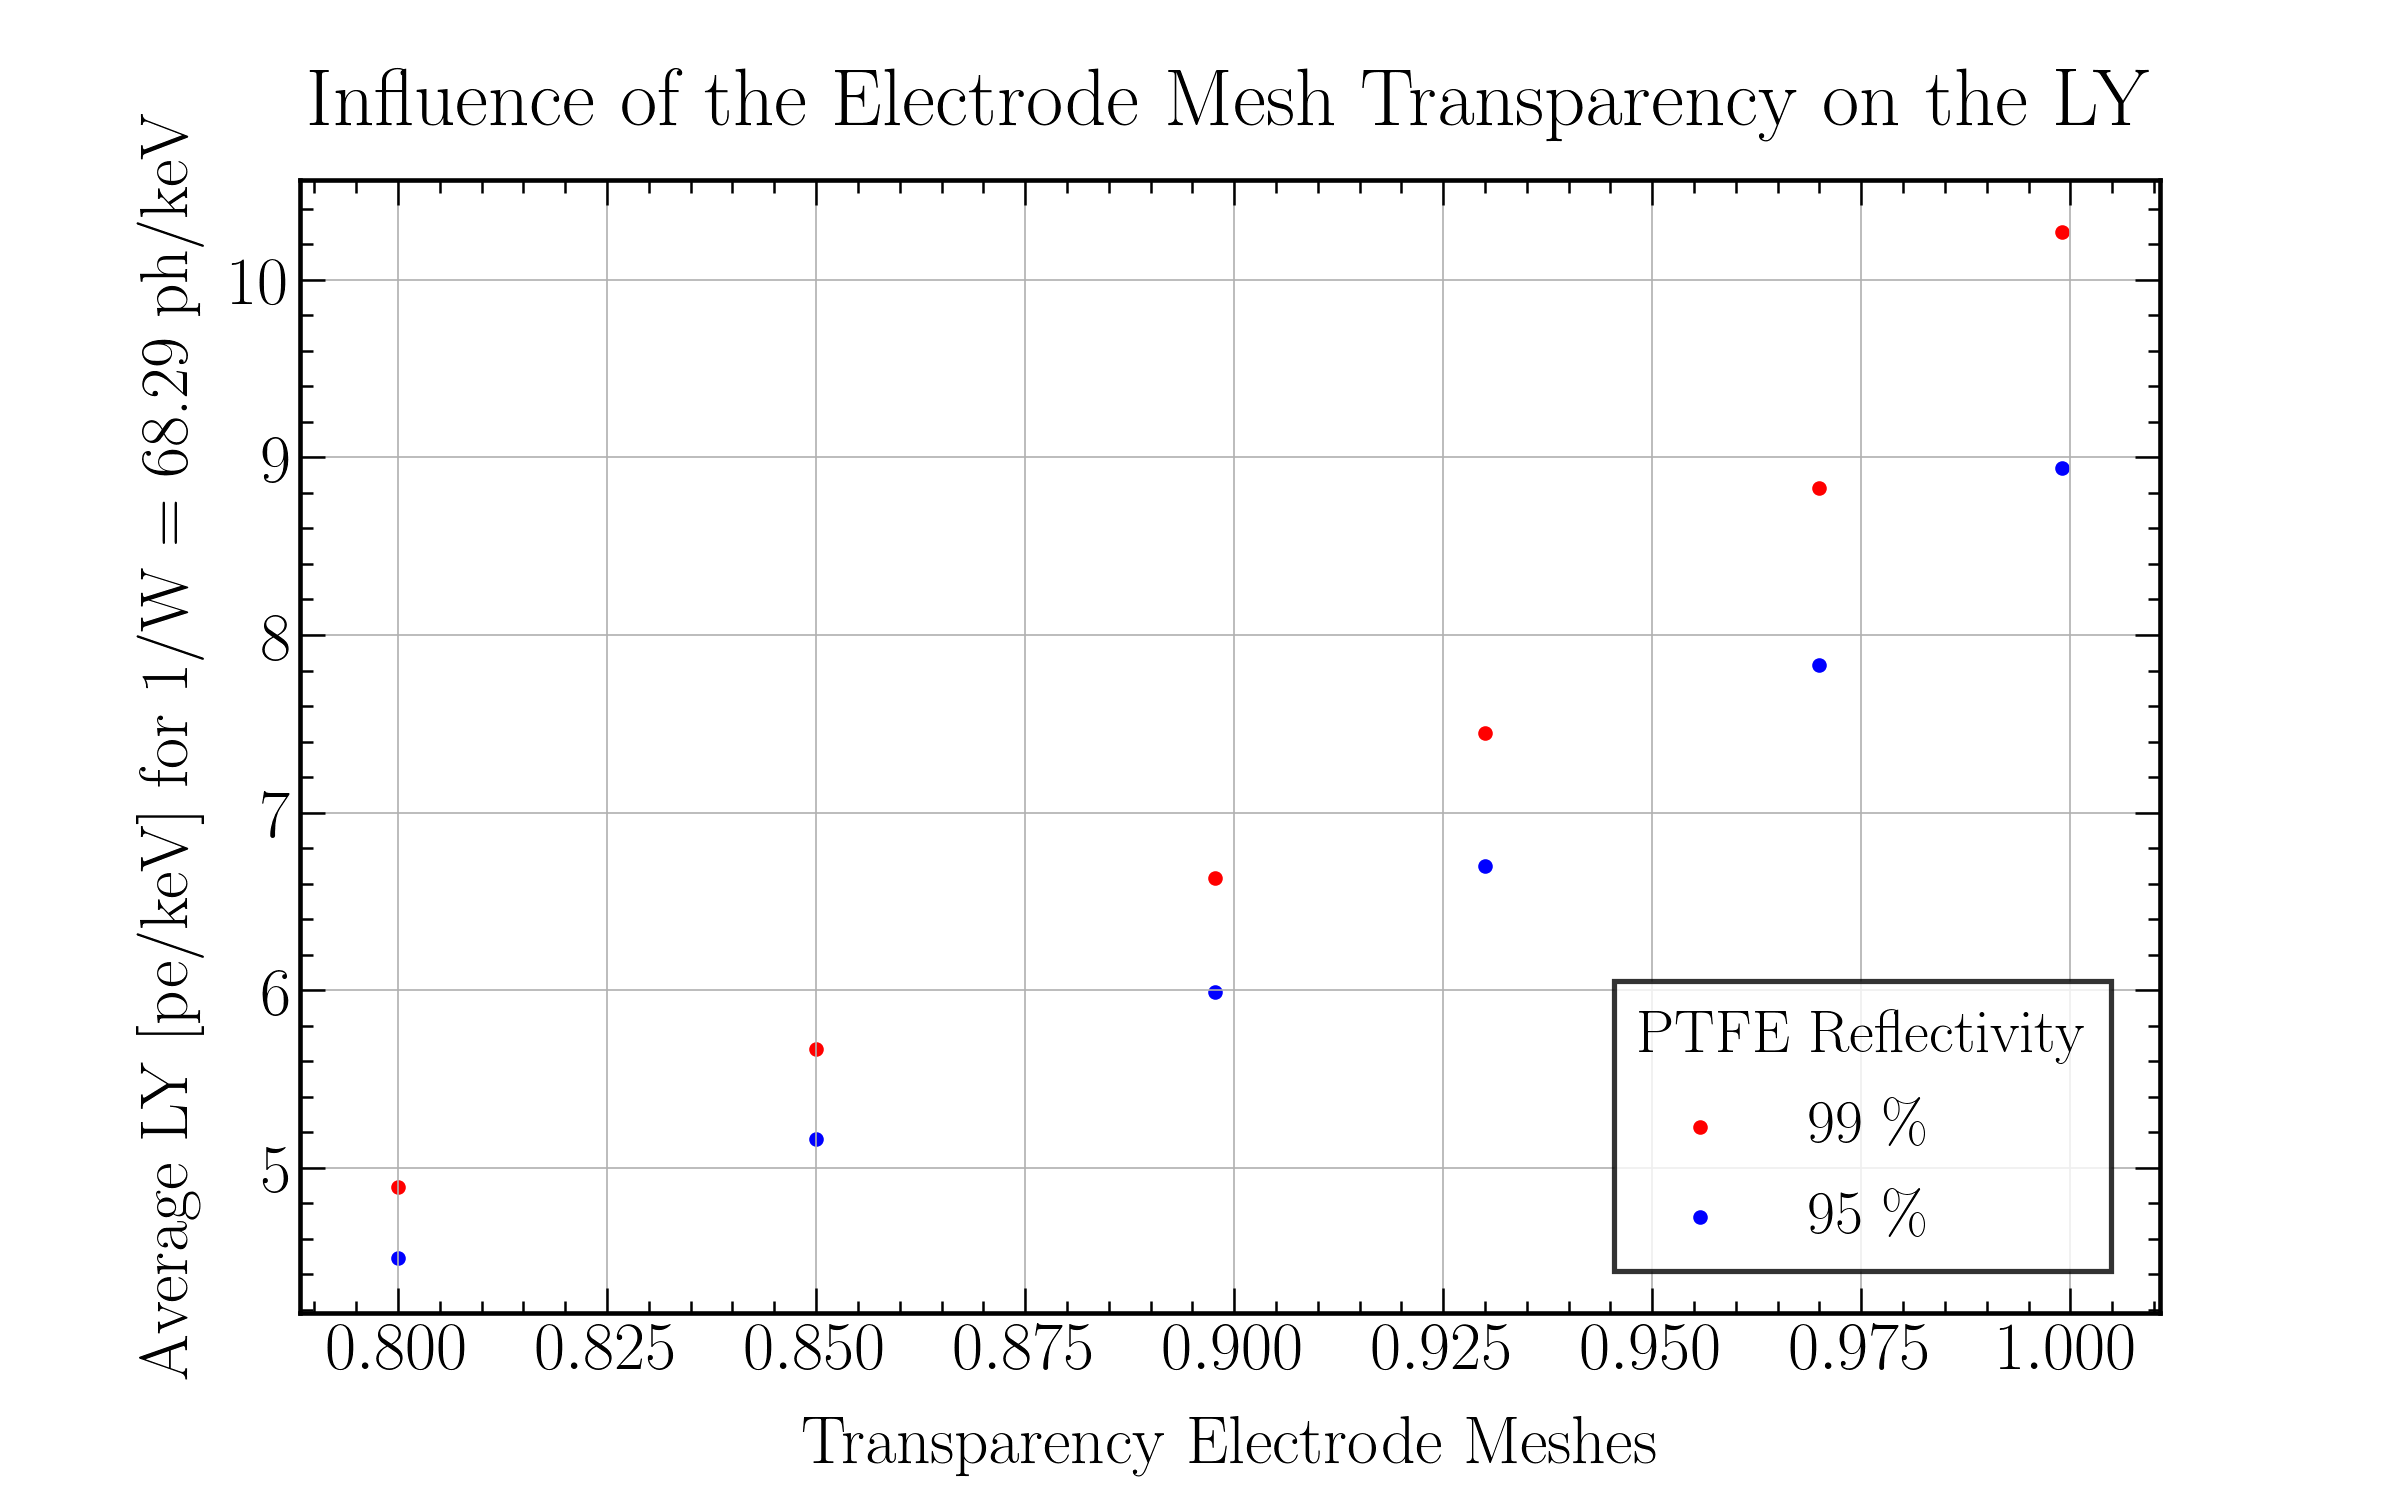 Influence of the Electrode Mesh Transparency on the LY
Average LY [pe/keV] for 1/W = 68.29 ph/keV
10
9
8
7
6
5
PTFE Reflectivity
99 %
95 %
0.800 0.825 0.850 0.875 0.900 0.925 0.950 0.975 1.000
Transparency Electrode Meshes